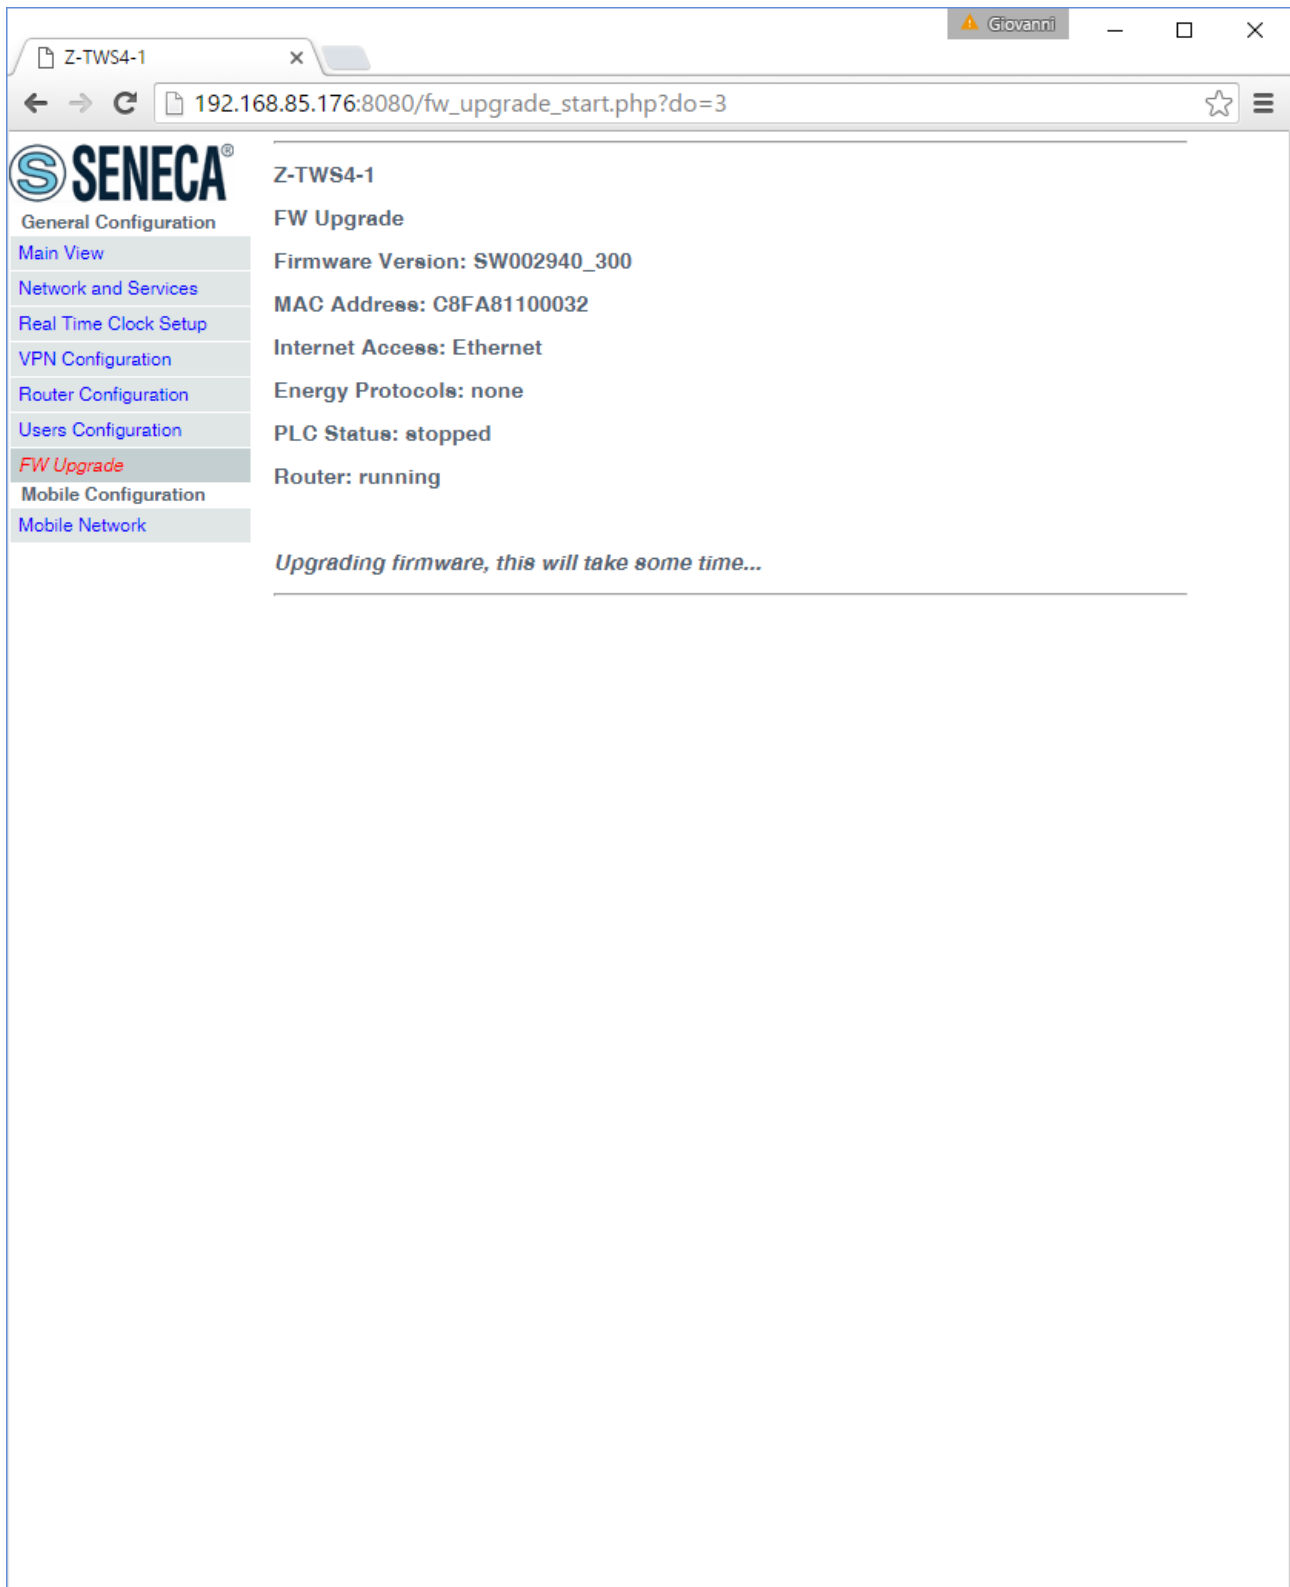 Giovanni
Z-TWS4-1
192.168.85.176:8080/fw_upgrade_start.php?do=3
SENECA®
General Configuration
Main View
Network and Services
Real Time Clock Setup
VPN Configuration
Router Configuration
Users Configuration
FW Upgrade
Mobile Configuration
Mobile Network
Z-TWS4-1
FW Upgrade
Firmware Version: SW002940_300
MAC Address: C8FA81100032
Internet Access: Ethernet
Energy Protocols: none
PLC Status: stopped
Router: running
Upgrading firmware, this will take some time...